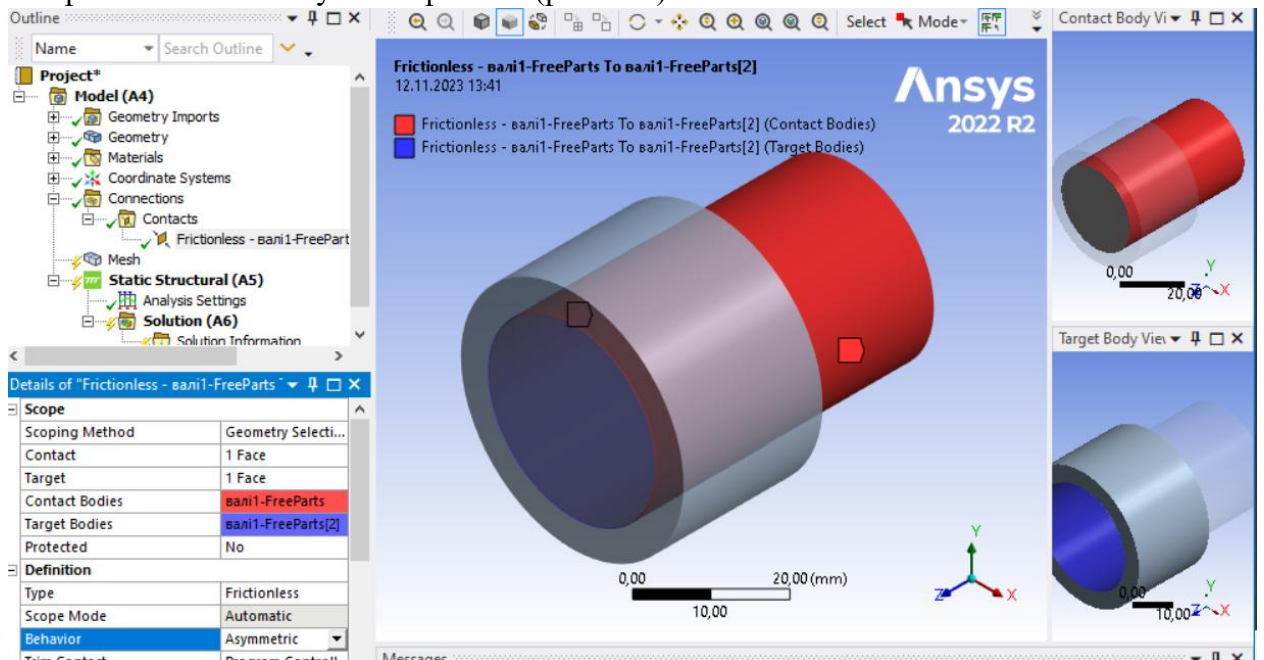 Outline
Name
Search Outline
Project*
Model (A4)
Geometry Imports
Geometry
Materials
Coordinate Systems
Connections
Contacts
Frictionless - валі1-FreePart
Mesh
Static Structural (A5)
Analysis Settings
Solution (A6)
Solution Information
Details of "Frictionless - валі1-FreeParts
Scope
Scoping Method Geometry Selecti...
Contact 1 Face
Target 1 Face
Contact Bodies валі1-FreeParts
Target Bodies валі1-FreeParts[2]
Protected No
Definition
Type Frictionless
Scope Mode Automatic
Behavior Asymmetric
Select Mode
Frictionless - валі1-FreeParts To валі1-FreeParts[2]
12.11.2023 13:41
Frictionless - валі1-FreeParts To валі1-FreeParts[2] (Contact Bodies)
Frictionless - валі1-FreeParts To валі1-FreeParts[2] (Target Bodies)
Ansys
2022 R2
0,00 20,00 (mm)
10,00
Y
Z X
Messages
Contact Body Vi
0,00
20,00
Y
Z X
Target Body Viev
0,00
10,00
Y
Z X